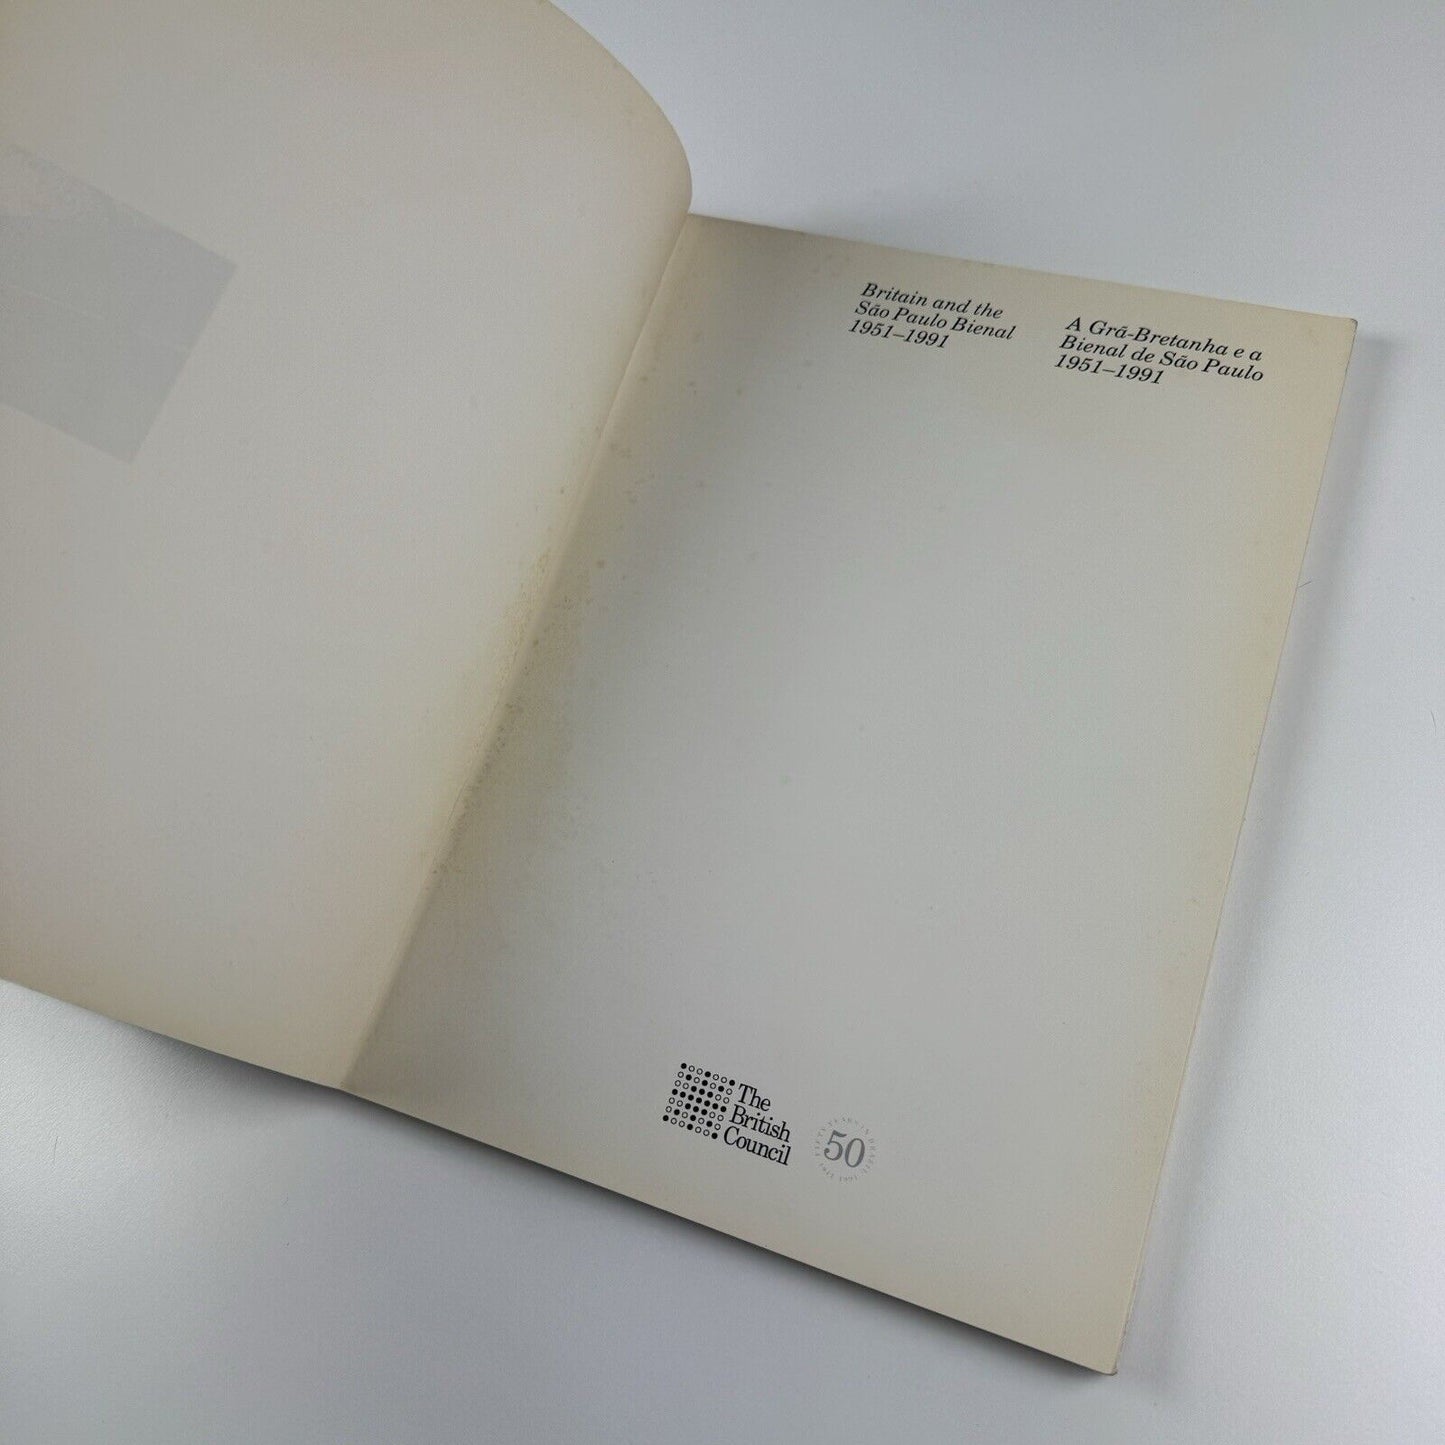 Britain and the
São Paulo Bienal
1951–1991
A Grã-Bretanha e a
Bienal de São Paulo
1951–1991
The
British
Council
50